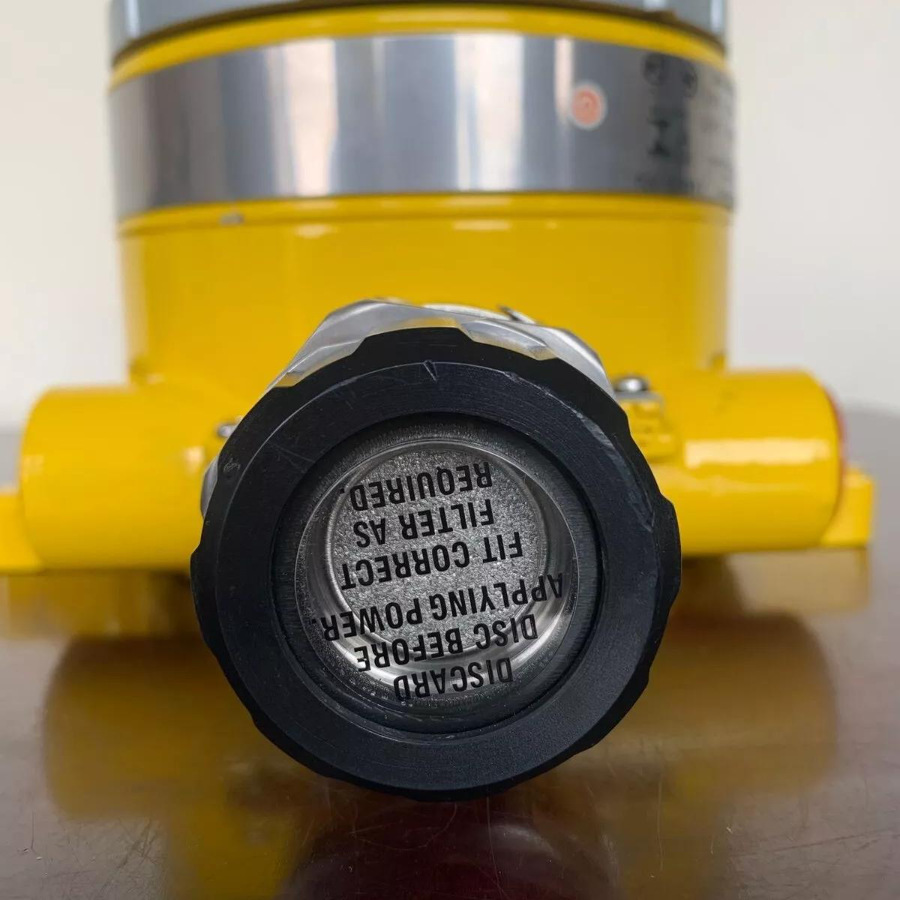 DISCARD
DISC BEFORE
APPLYING POWER.
FIT CORRECT
FILTER AS
REQUIRED.